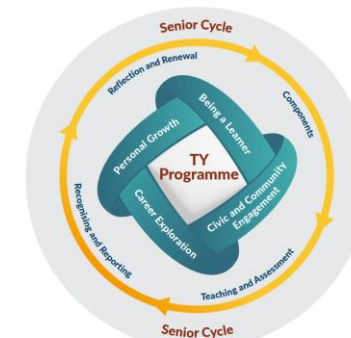 Senior Cycle
Reflection and Renewal
Components
Being a Learner
Personal Growth
TY
Programme
Civic and Community
Engagement
Career Exploration
Recognising and Reporting
Teaching and Assessment
Senior Cycle